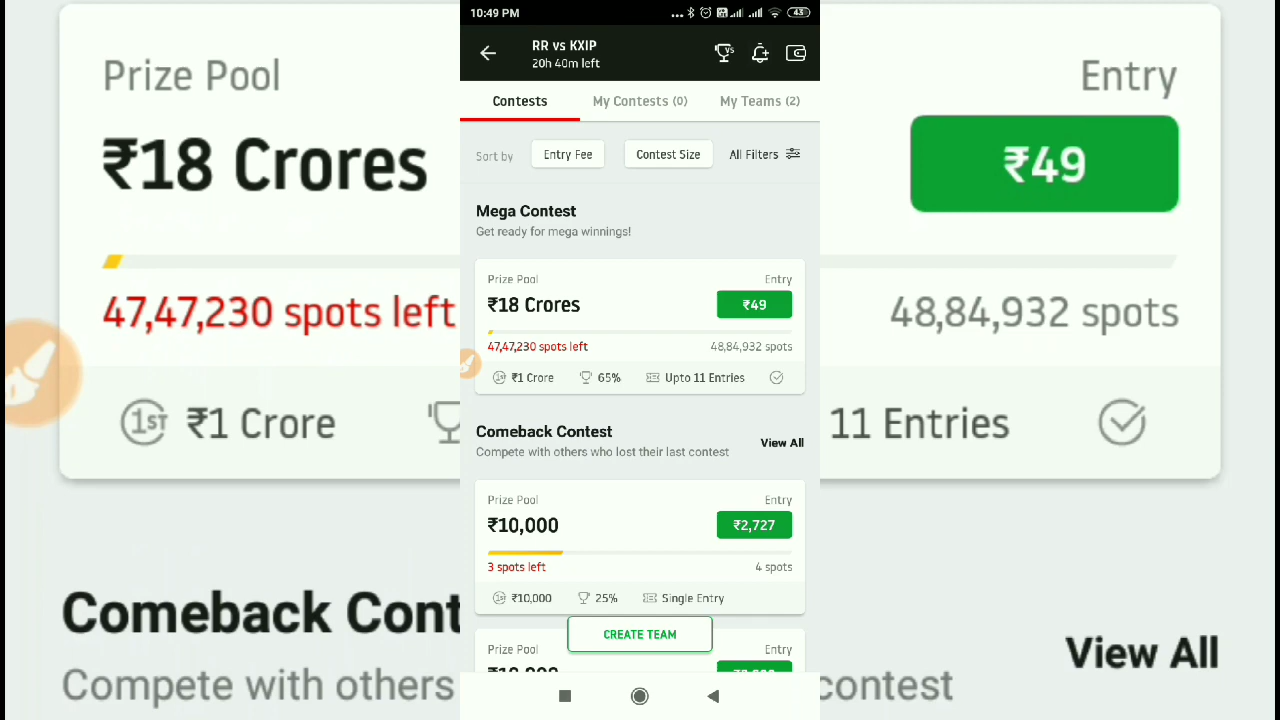 10:49 PM
43
RR vs KXIP
20h 40m left
VS
Contests
My Contests (0)
My Teams (2)
Sort by
Entry Fee
Contest Size
All Filters
Mega Contest
Get ready for mega winnings!
Prize Pool
Entry
₹18 Crores
₹49
47,47,230 spots left
48,84,932 spots
1ST ₹1 Crore
65%
Upto 11 Entries
Comeback Contest
View All
Compete with others who lost their last contest
Prize Pool
Entry
₹10,000
₹2,727
3 spots left
4 spots
1ST ₹10,000
25%
Single Entry
CREATE TEAM
Prize Pool
Entry
Prize Pool
Entry
₹18 Crores
₹49
47,47,230 spots left
48,84,932 spots
1ST ₹1 Crore
11 Entries
Comeback Cont
View All
Compete with others
contest